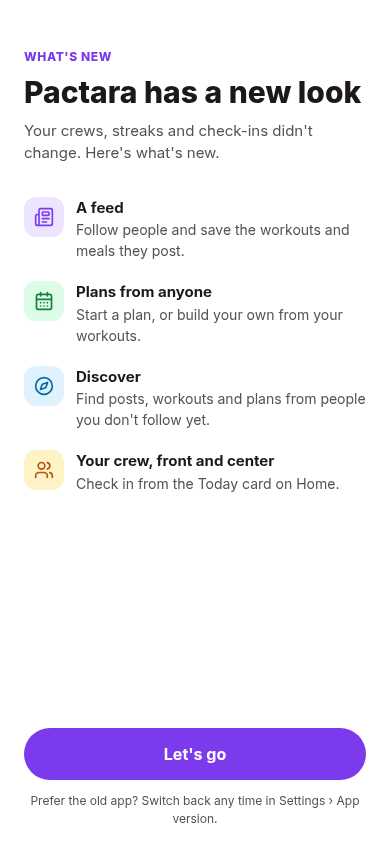 WHAT'S NEW
Pactara has a new look
Your crews, streaks and check-ins didn't
change. Here's what's new.
A feed
Follow people and save the workouts and
meals they post.
Plans from anyone
Start a plan, or build your own from your
workouts.
Discover
Find posts, workouts and plans from people
you don't follow yet.
Your crew, front and center
Check in from the Today card on Home.
Let's go
Prefer the old app? Switch back any time in Settings › App
version.